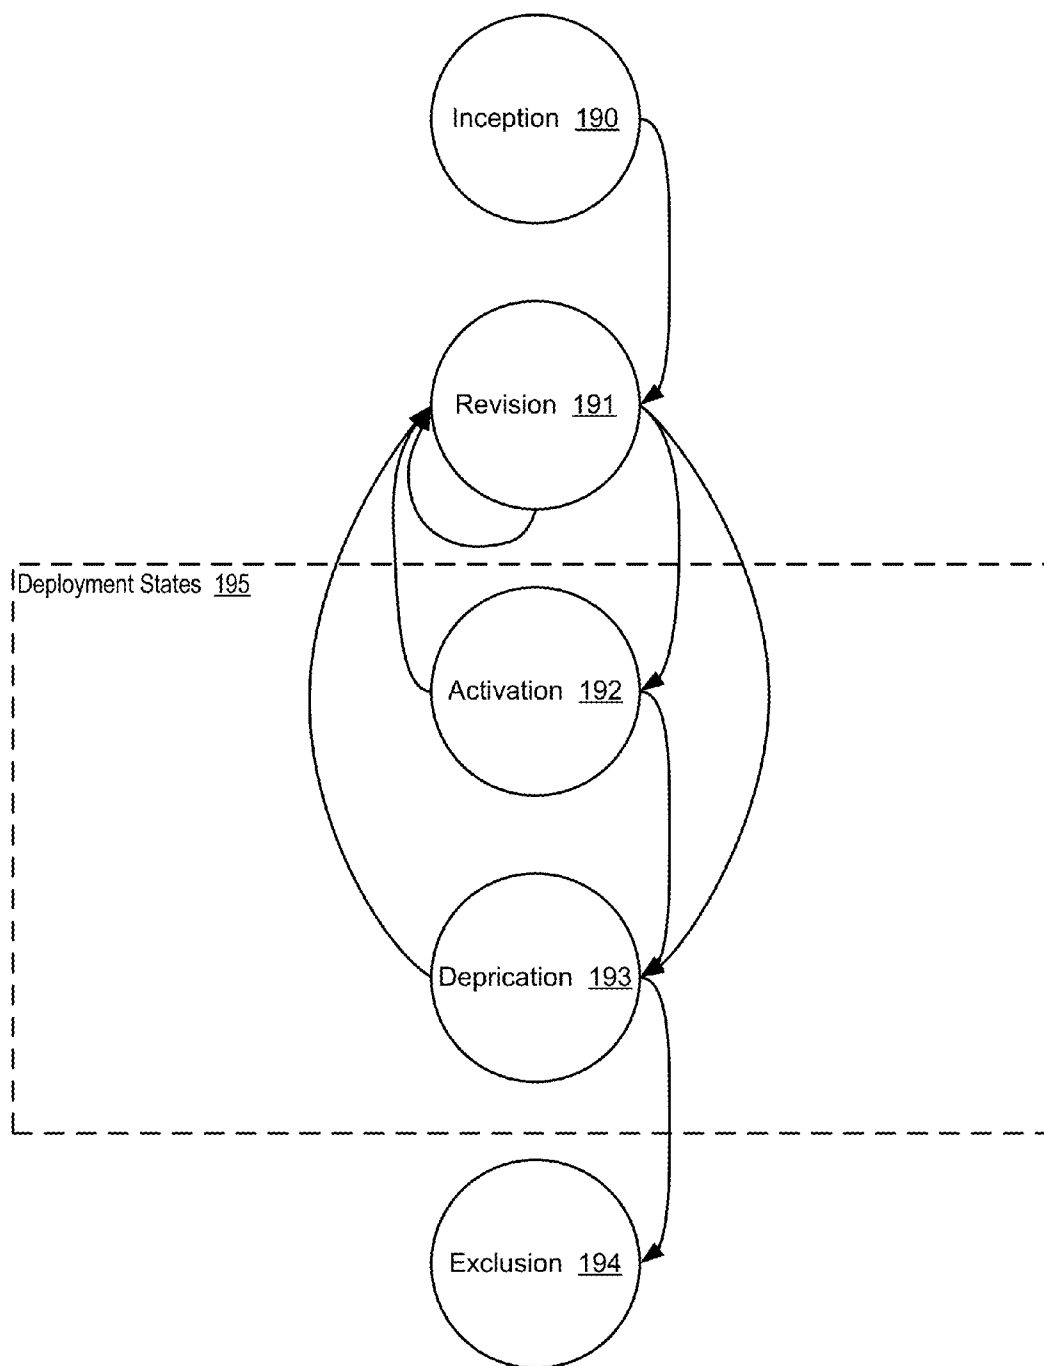 Inception 190
Revision 191
Deployment States 195
Activation 192
Deprication 193
Exclusion 194